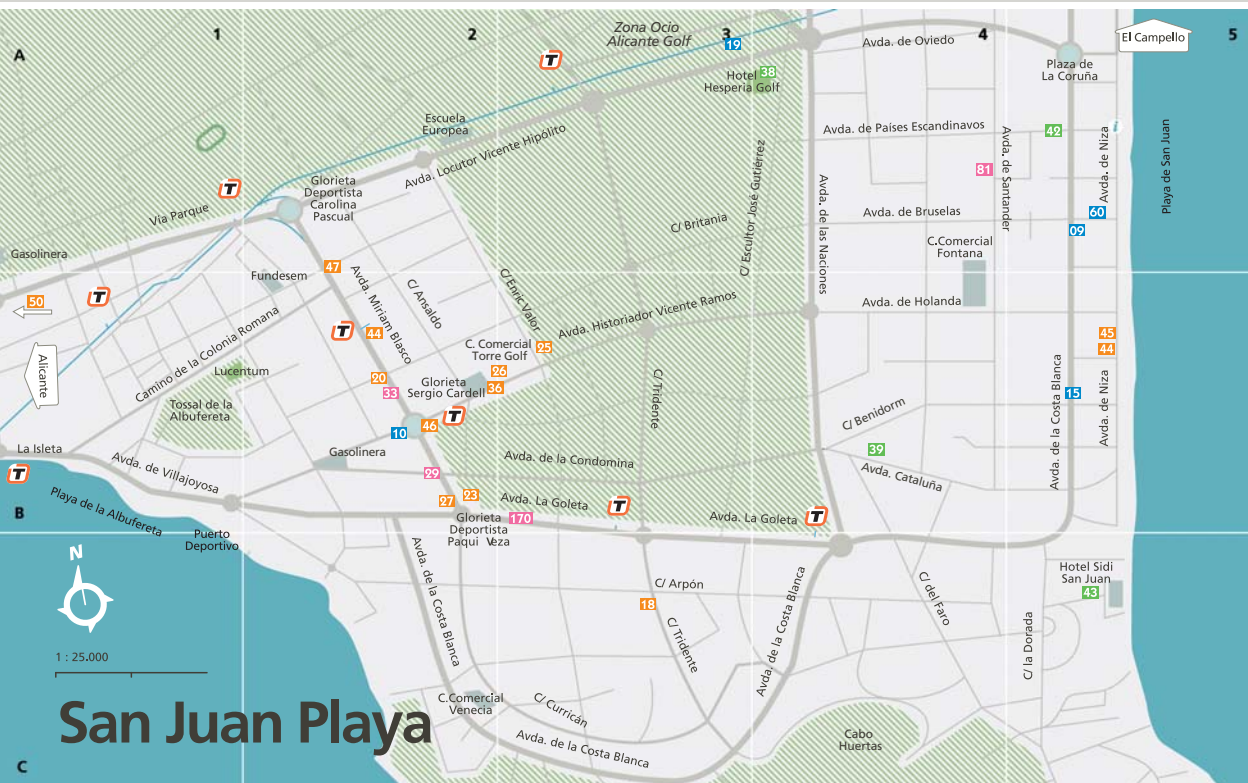 1
2
3
4
5
A
Zona Ocio
Alicante Golf
19
Avda. de Oviedo
El Campello
T
Hotel 38
Hesperia Golf
Plaza de
La Coruña
Escuela
Europea
Avda. Locutor Vicente Hipólito
Avda. de Países Escandinavos
42
i
Avda. de Niza
Playa de San Juan
81
Avda. de Santander
C/ Escultor José Gutiérrez
Avda. de las Naciones
T
Glorieta
Deportista
Carolina
Pascual
Vía Parque
C/ Britania
Avda. de Bruselas
60
09
C.Comercial
Fontana
Gasolinera
Fundesem
47
50
T
Avda. Miriam Blasco
C/ Ansaldo
C/ Enric Valor
Avda. Historiador Vicente Ramos
Avda. de Holanda
Camino de la Colonia Romana
T
44
45
44
C. Comercial
Torre Golf
25
26
36
Alicante
Lucentum
20
33
Glorieta
Sergio Cardell
C/ Tridente
Avda. de la Costa Blanca
15
Avda. de Niza
Tossal de la
Albufereta
T
46
10
C/ Benidorm
39
La Isleta
T
Gasolinera
Avda. de Villajoyosa
29
Avda. de la Condomina
Avda. Cataluña
Playa de la Albufereta
27
23
Avda. La Goleta
T
Avda. La Goleta
T
B
Glorieta
Deportista
Paqui Veza
170
Puerto
Deportivo
N
Avda. de la Costa Blanca
C/ Arpón
18
C/ Tridente
Avda. de la Costa Blanca
C/ del Faro
Hotel Sidi
San Juan
43
C/ la Dorada
1 : 25.000
San Juan Playa
C.Comercial
Venecia
C/ Curricán
Avda. de la Costa Blanca
Cabo
Huertas
C